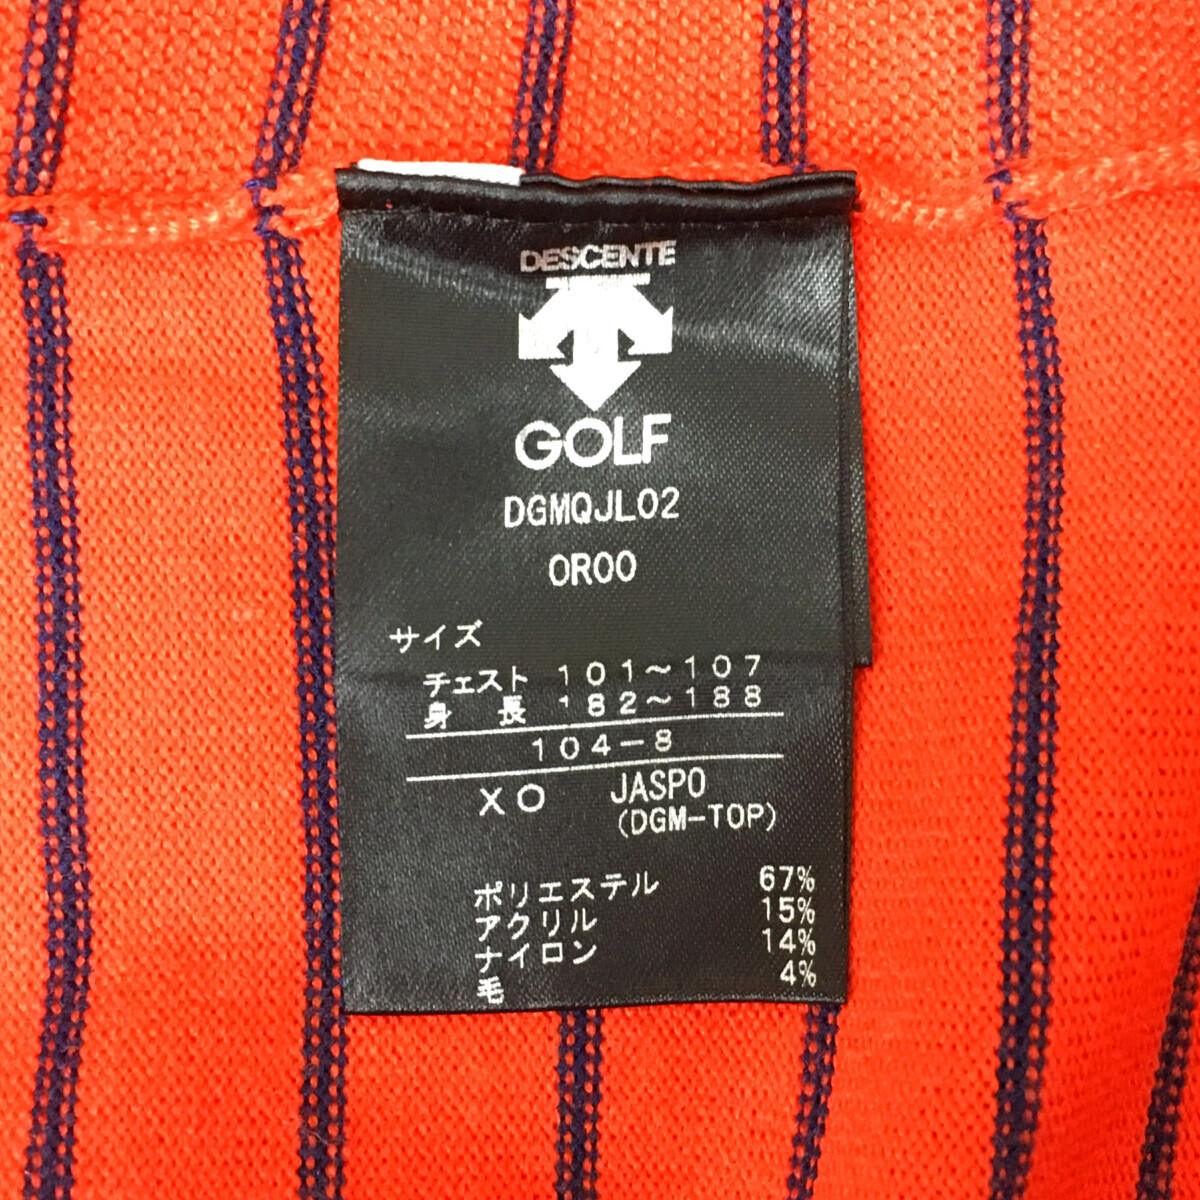 DESCENTE
GOLF
DGMQJL02
OR00
サイズ
チェスト 101～107
身長 182～188
104-8
XO JASPO
(DGM-TOP)
ポリエステル 67%
アクリル 15%
ナイロン 14%
毛 4%